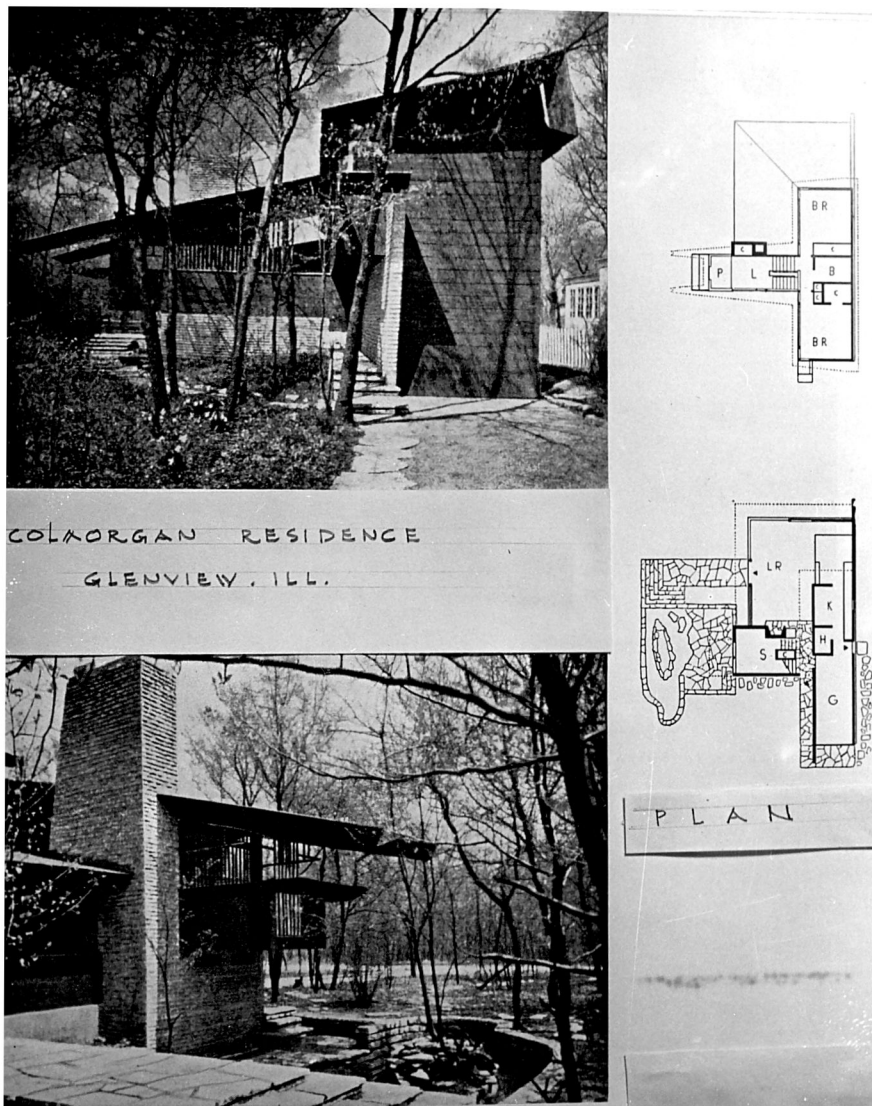 BR
C
C
B
P
L
C
C
BR
COLMORGAN RESIDENCE
GLENVIEW. ILL.
LR
K
H
S
G
PLAN